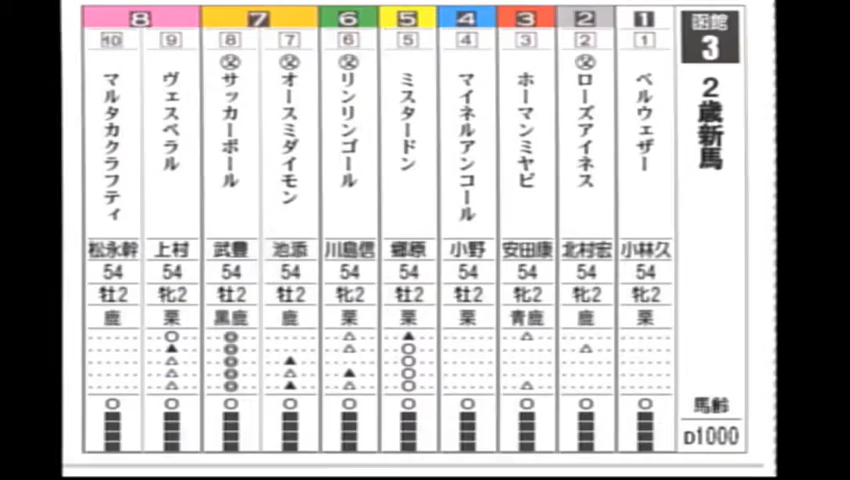 函館
3
2歳新馬
馬齢
D1000
1
1
ベルウェザー
小林久
54
牝2
栗
○
2
2
父
ローズアイネス
北村宏
54
牝2
鹿
△
○
3
3
ホーマンミヤビ
安田康
54
牝2
青鹿
△
△
○
4
4
マイネルアンコール
小野
54
牡2
栗
○
5
5
ミスタードン
郷原
54
牡2
栗
▲
○
○
○
○
○
6
6
父
リンリンゴール
川島信
54
牝2
栗
△
△
▲
△
○
7
7
父
オースミダイモン
池添
54
牡2
鹿
▲
△
▲
○
8
父
サッカーボール
武豊
54
牡2
黒鹿
◎
◎
◎
◎
◎
○
8
9
ヴェスペラル
上村
54
牝2
栗
○
▲
△
△
△
○
10
マルタカクラフティ
松永幹
54
牡2
鹿
○